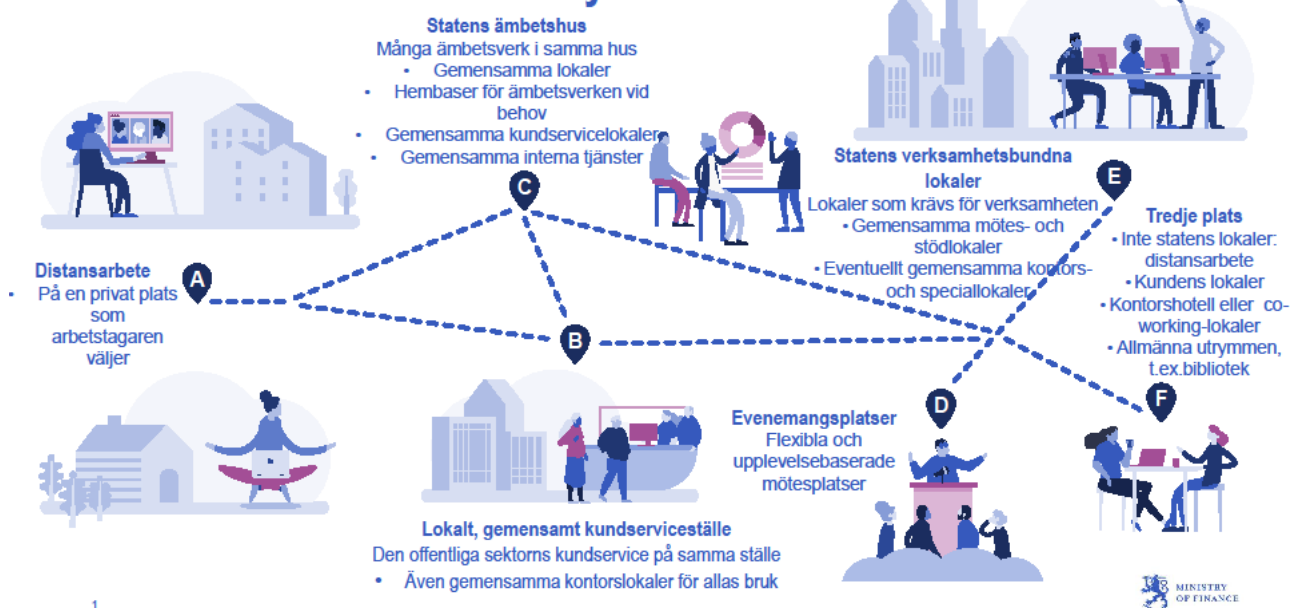 Statens ämbetshus
Många ämbetsverk i samma hus
• Gemensamma lokaler
• Hembaser för ämbetsverken vid
behov
• Gemensamma kundservicelokaler
• Gemensamma interna tjänster
C
Statens verksamhetsbundna
lokaler
Lokaler som krävs för verksamheten
• Gemensamma mötes- och
stödlokaler
• Eventuellt gemensamma kontors-
och speciallokaler
E
Tredje plats
• Inte statens lokaler:
distansarbete
• Kundens lokaler
• Kontorshotell eller co-
working-lokaler
• Allmänna utrymmen,
t.ex.bibliotek
F
Distansarbete
• På en privat plats
som
arbetstagaren
väljer
A
B
Evenemangsplatser
Flexibla och
upplevelsebaserade
mötesplatser
D
Lokalt, gemensamt kundserviceställe
Den offentliga sektorns kundservice på samma ställe
• Även gemensamma kontorslokaler för allas bruk
1
MINISTRY
OF FINANCE